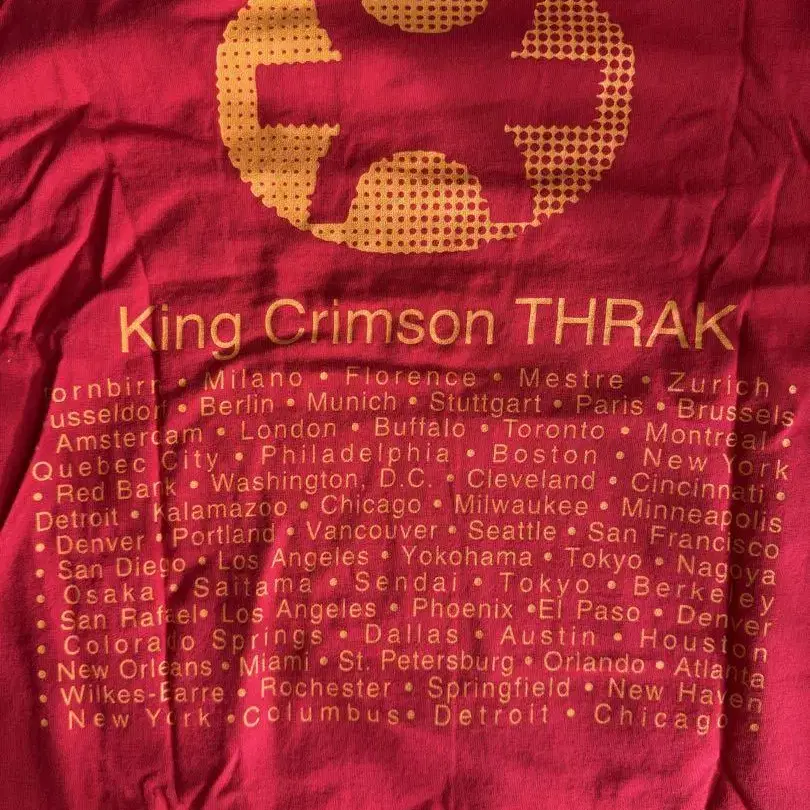 King Crimson THRAK
ornbirn • Milano • Florence • Mestre • Zurich •
usseldorf • Berlin • Munich • Stuttgart • Paris • Brussels
Amsterdam • London • Buffalo • Toronto • Montreal •
Quebec City • Philadelphia • Boston • New York
• Red Bank • Washington, D.C. • Cleveland • Cincinnati •
Detroit • Kalamazoo • Chicago • Milwaukee • Minneapolis
• Denver • Portland • Vancouver • Seattle • San Francisco
• San Diego • Los Angeles • Yokohama • Tokyo • Nagoya
• Osaka • Saitama • Sendai • Tokyo • Berkeley
• San Rafael• Los Angeles • Phoenix •El Paso • Denver
• Colorado Springs • Dallas • Austin • Houston
• New Orleans • Miami • St. Petersburg • Orlando • Atlanta
• Wilkes-Barre • Rochester • Springfield • New Haven
• New York •Columbus• Detroit • Chicago •